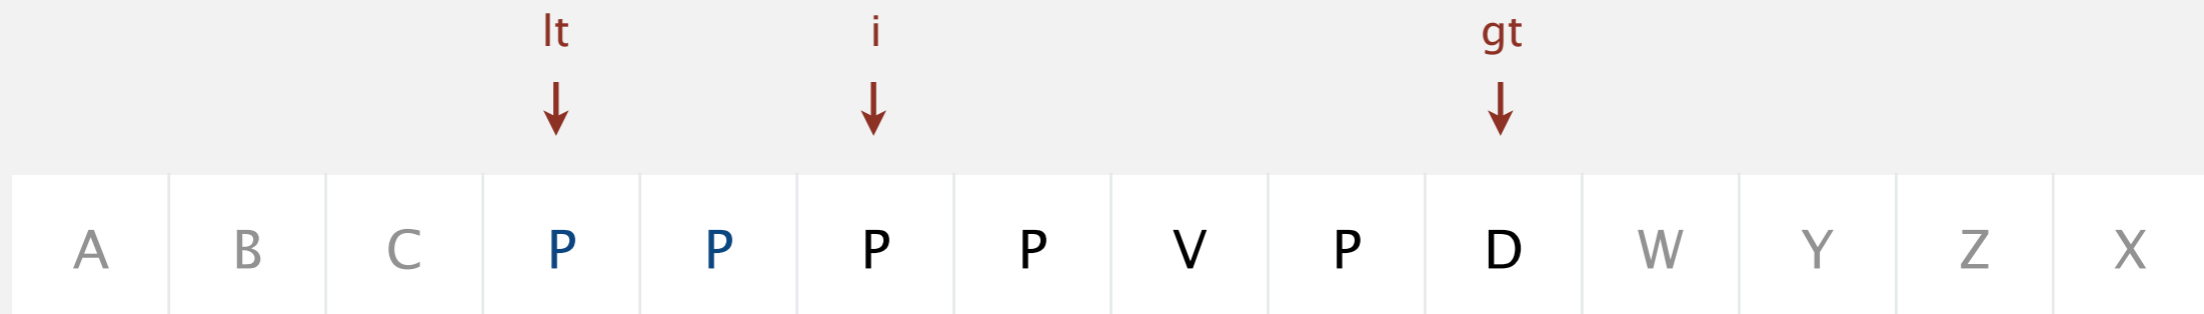 lt i gt
A B C P P P P V P D W Y Z X